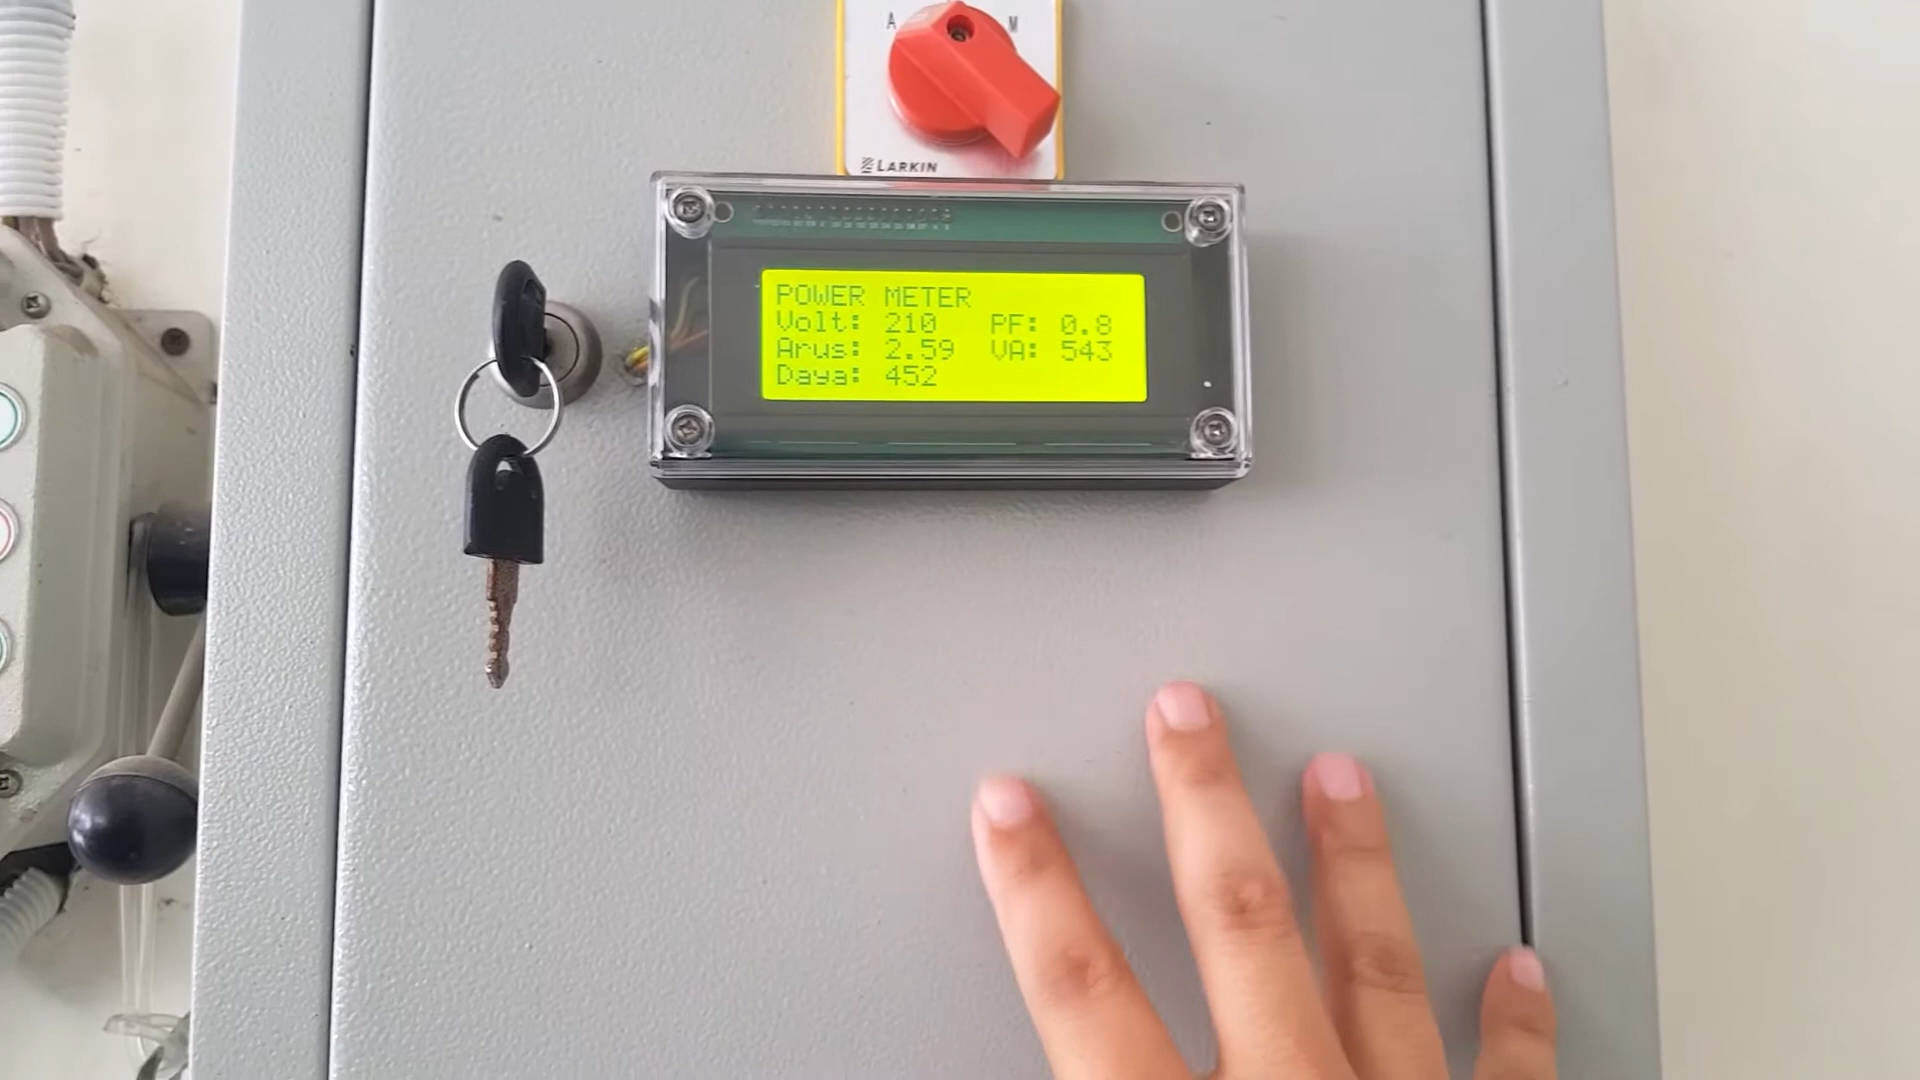 A M
LARKIN
POWER METER
Volt: 210 PF: 0.8
Arus: 2.59 VA: 543
Daya: 452